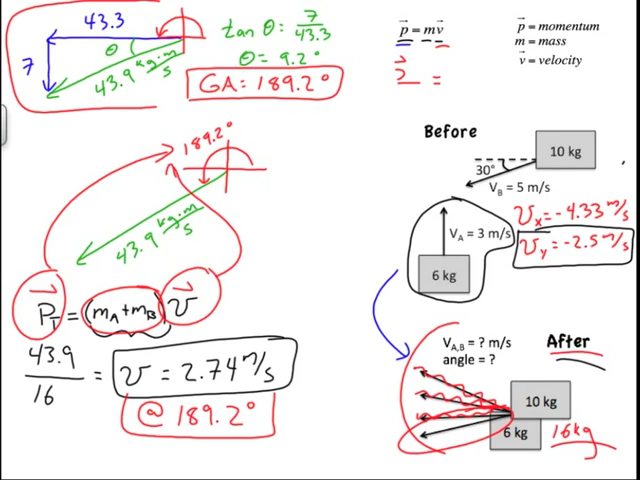 43.3
7
θ
43.9 kg·m/s
tan θ = 7/43.3
θ = 9.2°
GA = 189.2°
p = mv
=
p = momentum
m = mass
v = velocity
189.2°
43.9 kg·m/s
P_T = (m_A + m_B) v
43.9/16 = v = 2.74 m/s
@ 189.2°
Before
10 kg
30°
V_B = 5 m/s
v_x = -4.33 m/s
v_y = -2.5 m/s
V_A = 3 m/s
6 kg
After
V_A,B = ? m/s
angle = ?
10 kg
6 kg
16 kg